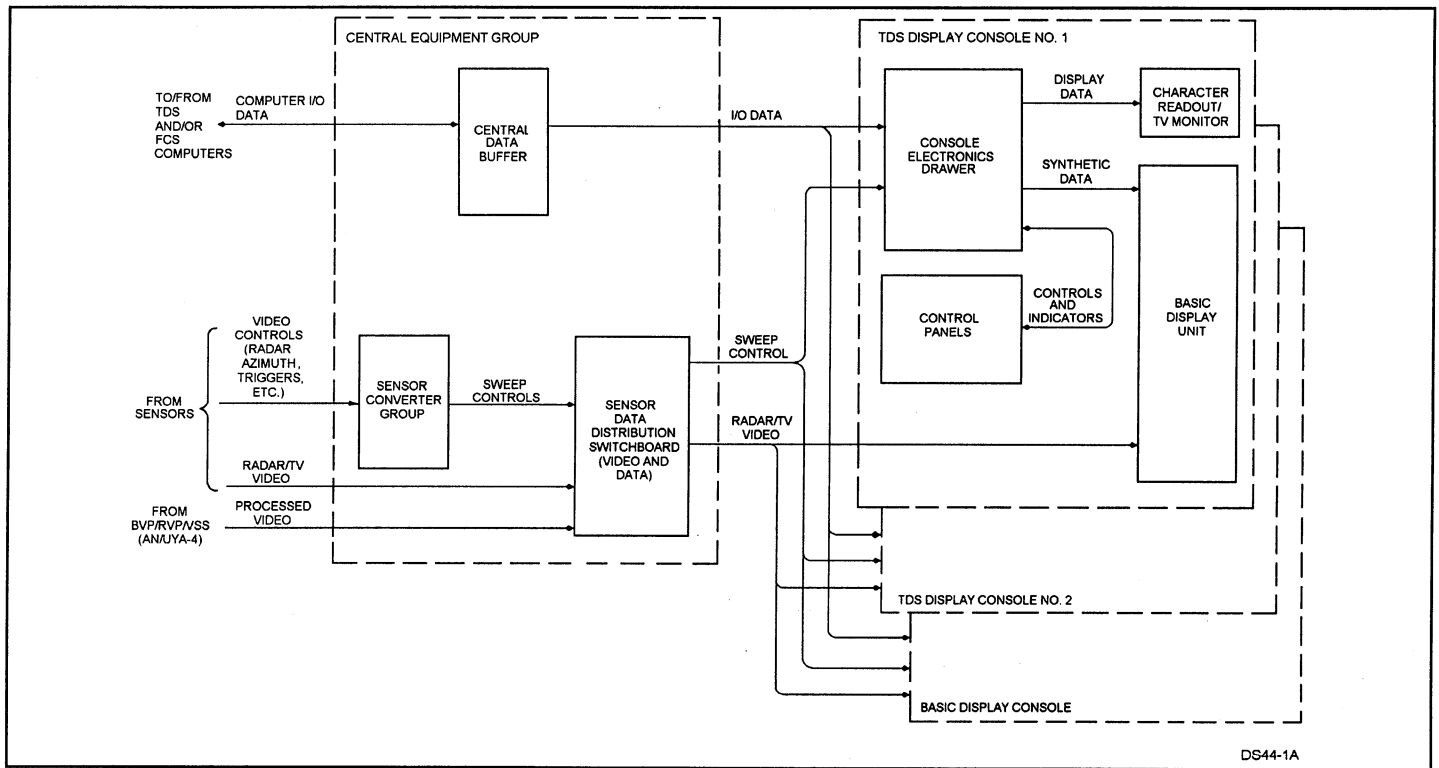 CENTRAL EQUIPMENT GROUP
TO/FROM
TDS
AND/OR
FCS
COMPUTERS
COMPUTER I/O
DATA
CENTRAL
DATA
BUFFER
I/O DATA
VIDEO
CONTROLS
(RADAR
AZIMUTH,
TRIGGERS,
ETC.)
FROM
SENSORS
SENSOR
CONVERTER
GROUP
SWEEP
CONTROLS
SENSOR
DATA
DISTRIBUTION
SWITCHBOARD
(VIDEO AND
DATA)
RADAR/TV
VIDEO
FROM
BVP/RVP/VSS
(AN/UYA-4)
PROCESSED
VIDEO
SWEEP
CONTROL
RADAR/TV
VIDEO
TDS DISPLAY CONSOLE NO. 1
CONSOLE
ELECTRONICS
DRAWER
DISPLAY
DATA
CHARACTER
READOUT/
TV MONITOR
SYNTHETIC
DATA
CONTROL
PANELS
CONTROLS
AND
INDICATORS
BASIC
DISPLAY
UNIT
TDS DISPLAY CONSOLE NO. 2
BASIC DISPLAY CONSOLE
DS44-1A